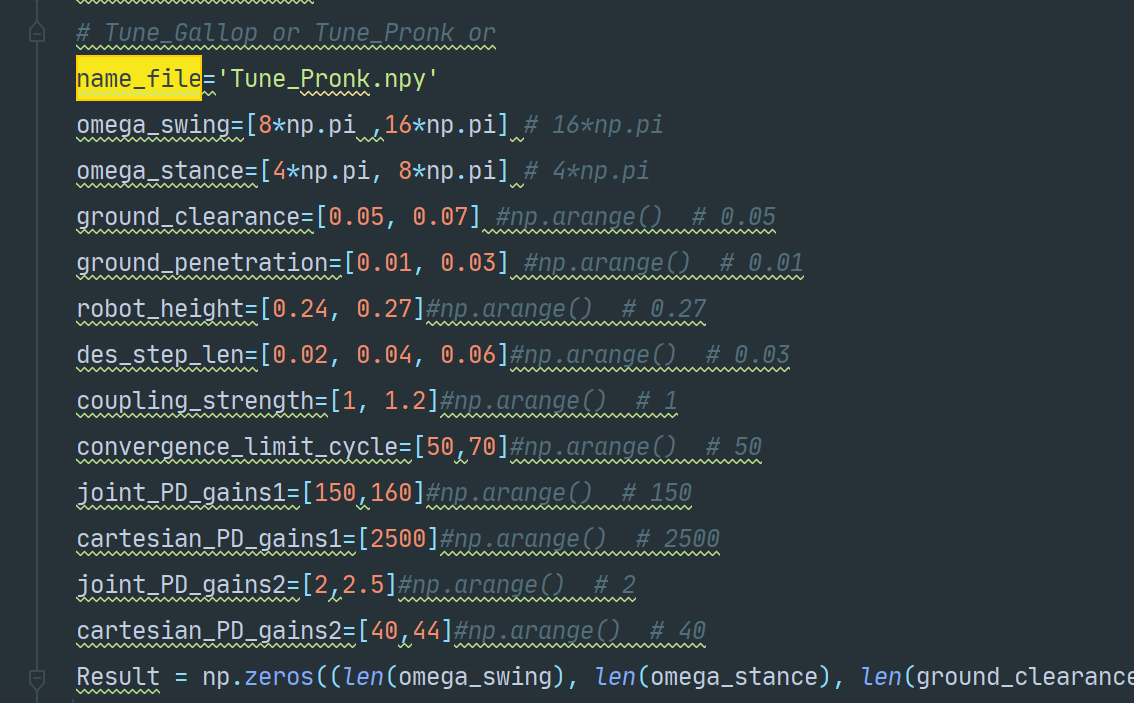 # Tune_Gallop or Tune_Pronk or
name_file='Tune_Pronk.npy'
omega_swing=[8*np.pi ,16*np.pi] # 16*np.pi
omega_stance=[4*np.pi, 8*np.pi] # 4*np.pi
ground_clearance=[0.05, 0.07] #np.arange()  # 0.05
ground_penetration=[0.01, 0.03] #np.arange()  # 0.01
robot_height=[0.24, 0.27]#np.arange()  # 0.27
des_step_len=[0.02, 0.04, 0.06]#np.arange()  # 0.03
coupling_strength=[1, 1.2]#np.arange()  # 1
convergence_limit_cycle=[50,70]#np.arange()  # 50
joint_PD_gains1=[150,160]#np.arange()  # 150
cartesian_PD_gains1=[2500]#np.arange()  # 2500
joint_PD_gains2=[2,2.5]#np.arange()  # 2
cartesian_PD_gains2=[40,44]#np.arange()  # 40
Result = np.zeros((len(omega_swing), len(omega_stance), len(ground_clearance